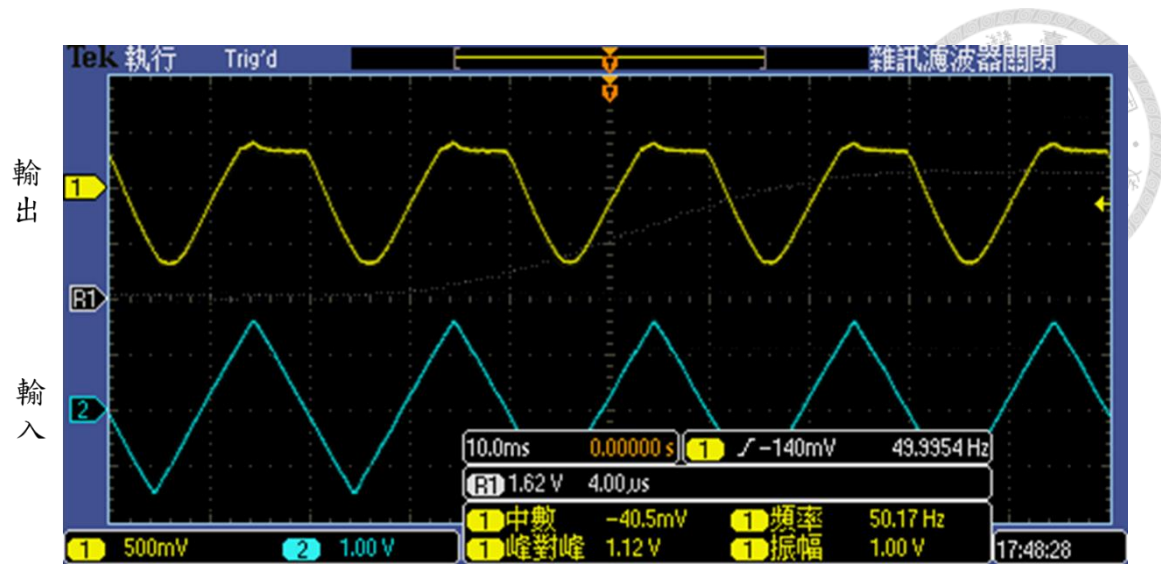 Tek 執行 Trig'd 雜訊濾波器關閉
輸出
1
R1
輸入
2
10.0ms 0.00000 s 1 -140mV 49.9954 Hz
R1 1.62 V 4.00μs
1 中數 -40.5mV 1 頻率 50.17 Hz
1 峰對峰 1.12 V 1 振幅 1.00 V
1 500mV 2 1.00 V 17:48:28